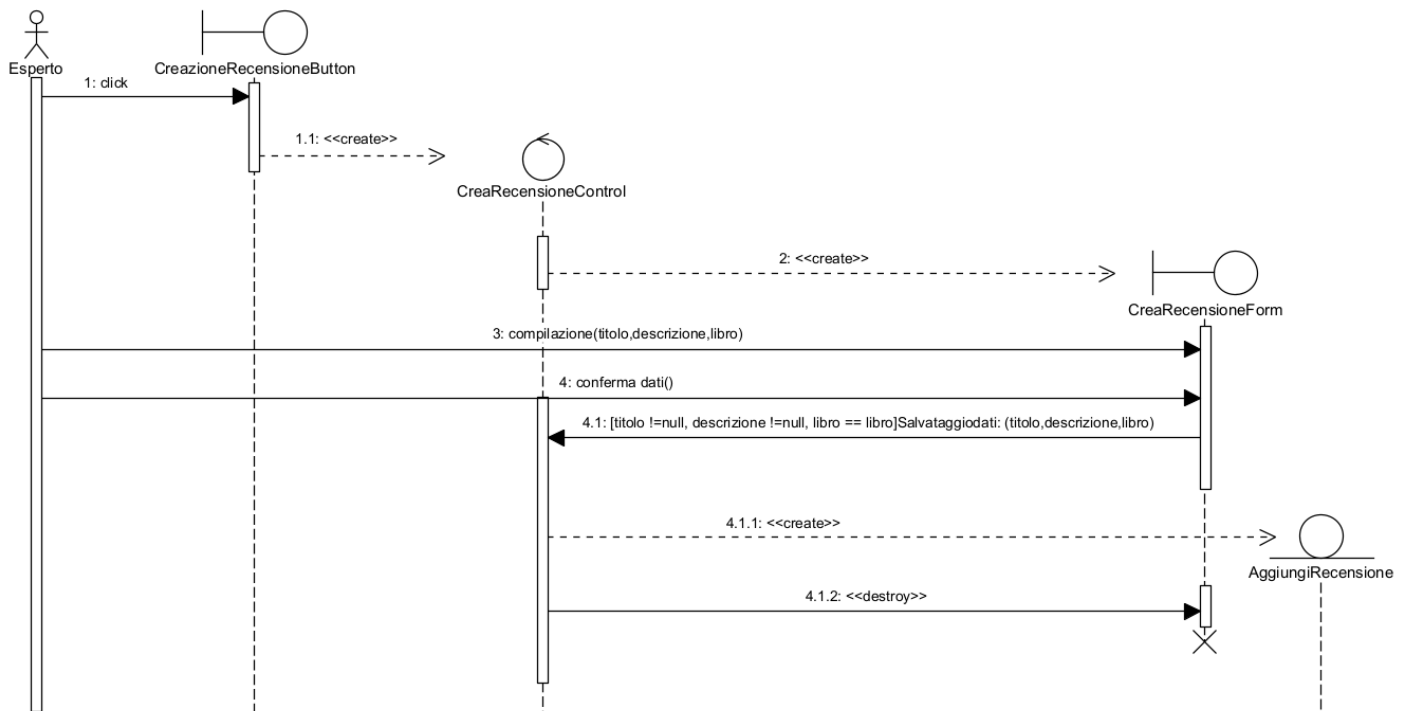 Esperto
CreazioneRecensioneButton
1: click
1.1: <<create>>
CreaRecensioneControl
2: <<create>>
CreaRecensioneForm
3: compilazione(titolo,descrizione,libro)
4: conferma dati()
4.1: [titolo !=null, descrizione !=null, libro == libro]Salvataggiodati: (titolo,descrizione,libro)
4.1.1: <<create>>
AggiungiRecensione
4.1.2: <<destroy>>